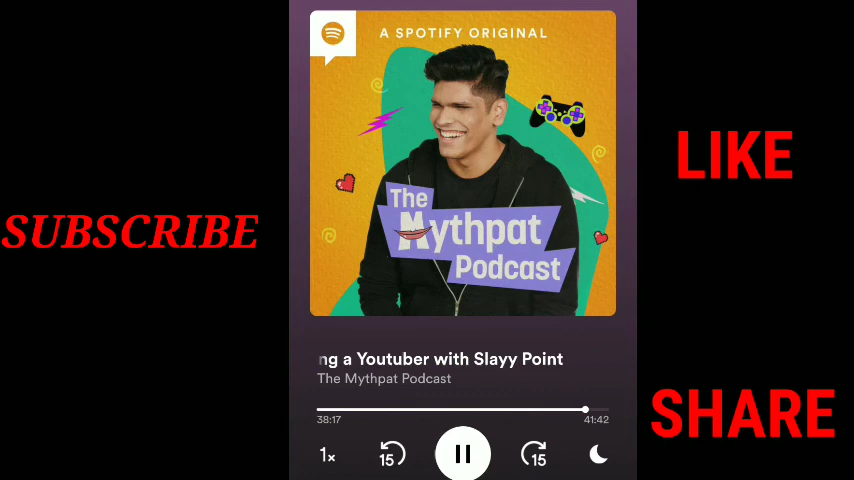 A SPOTIFY ORIGINAL
The
Mythpat
Podcast
SUBSCRIBE
LIKE
SHARE
ng a Youtuber with Slayy Point
The Mythpat Podcast
38:17
41:42
1x
15
15